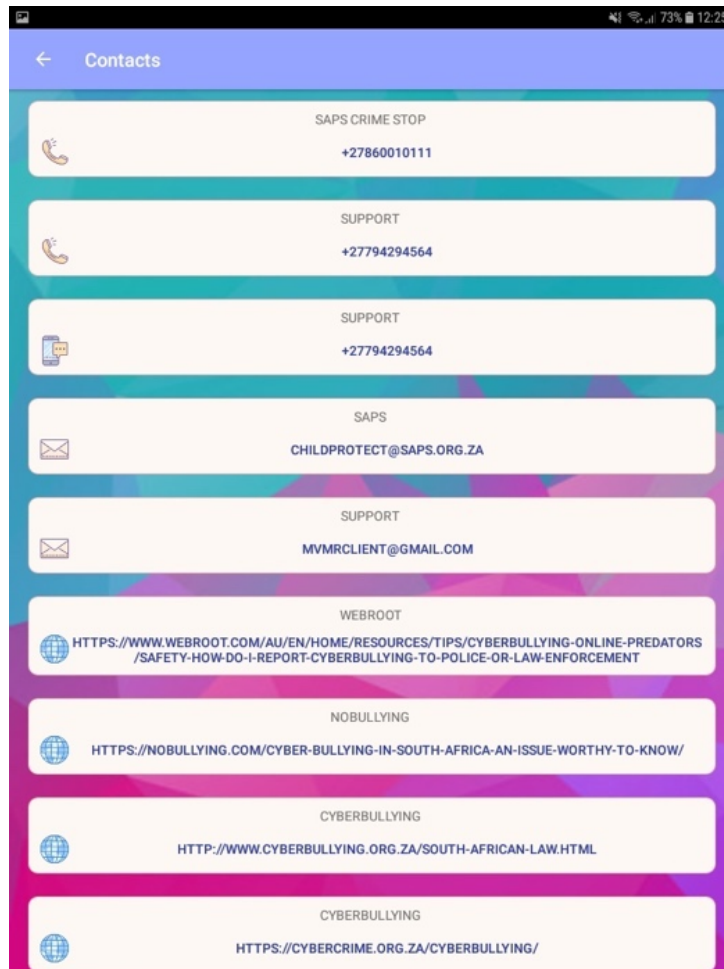 73% 12:25
Contacts
SAPS CRIME STOP
+27860010111
SUPPORT
+27794294564
SUPPORT
+27794294564
SAPS
CHILDPROTECT@SAPS.ORG.ZA
SUPPORT
MVMRCLIENT@GMAIL.COM
WEBROOT
HTTPS://WWW.WEBROOT.COM/AU/EN/HOME/RESOURCES/TIPS/CYBERBULLYING-ONLINE-PREDATORS
/SAFETY-HOW-DO-I-REPORT-CYBERBULLYING-TO-POLICE-OR-LAW-ENFORCEMENT
NOBULLYING
HTTPS://NOBULLYING.COM/CYBER-BULLYING-IN-SOUTH-AFRICA-AN-ISSUE-WORTHY-TO-KNOW/
CYBERBULLYING
HTTP://WWW.CYBERBULLYING.ORG.ZA/SOUTH-AFRICAN-LAW.HTML
CYBERBULLYING
HTTPS://CYBERCRIME.ORG.ZA/CYBERBULLYING/